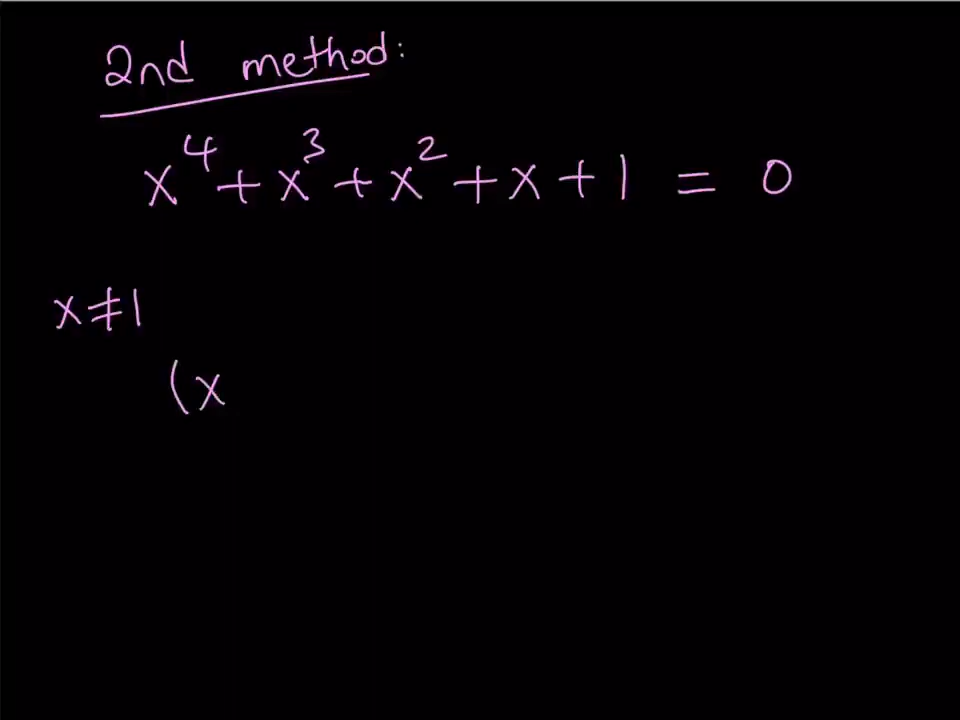 2nd method:
x⁴+x³+x²+x+1 = 0
x≠1
(x